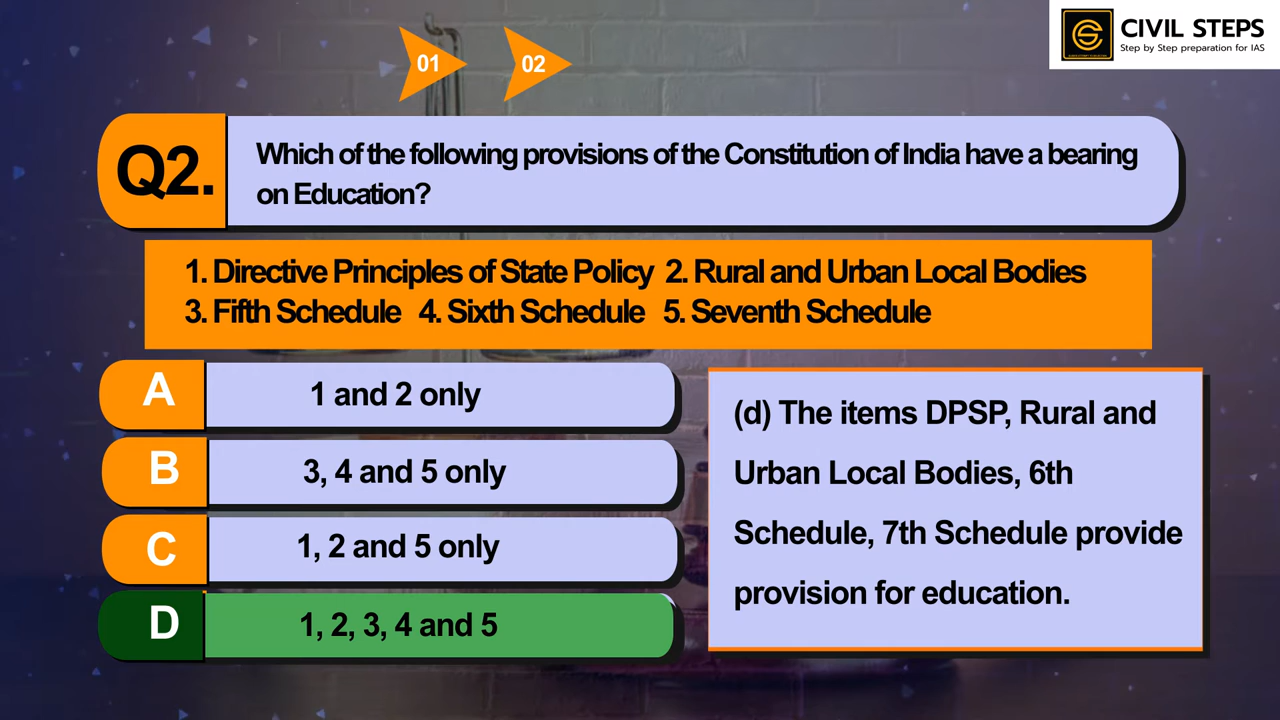 01 02
CIVIL STEPS
Step by Step preparation for IAS
Q2.
Which of the following provisions of the Constitution of India have a bearing
on Education?
1. Directive Principles of State Policy 2. Rural and Urban Local Bodies
3. Fifth Schedule 4. Sixth Schedule 5. Seventh Schedule
A 1 and 2 only
B 3, 4 and 5 only
C 1, 2 and 5 only
D 1, 2, 3, 4 and 5
(d) The items DPSP, Rural and
Urban Local Bodies, 6th
Schedule, 7th Schedule provide
provision for education.